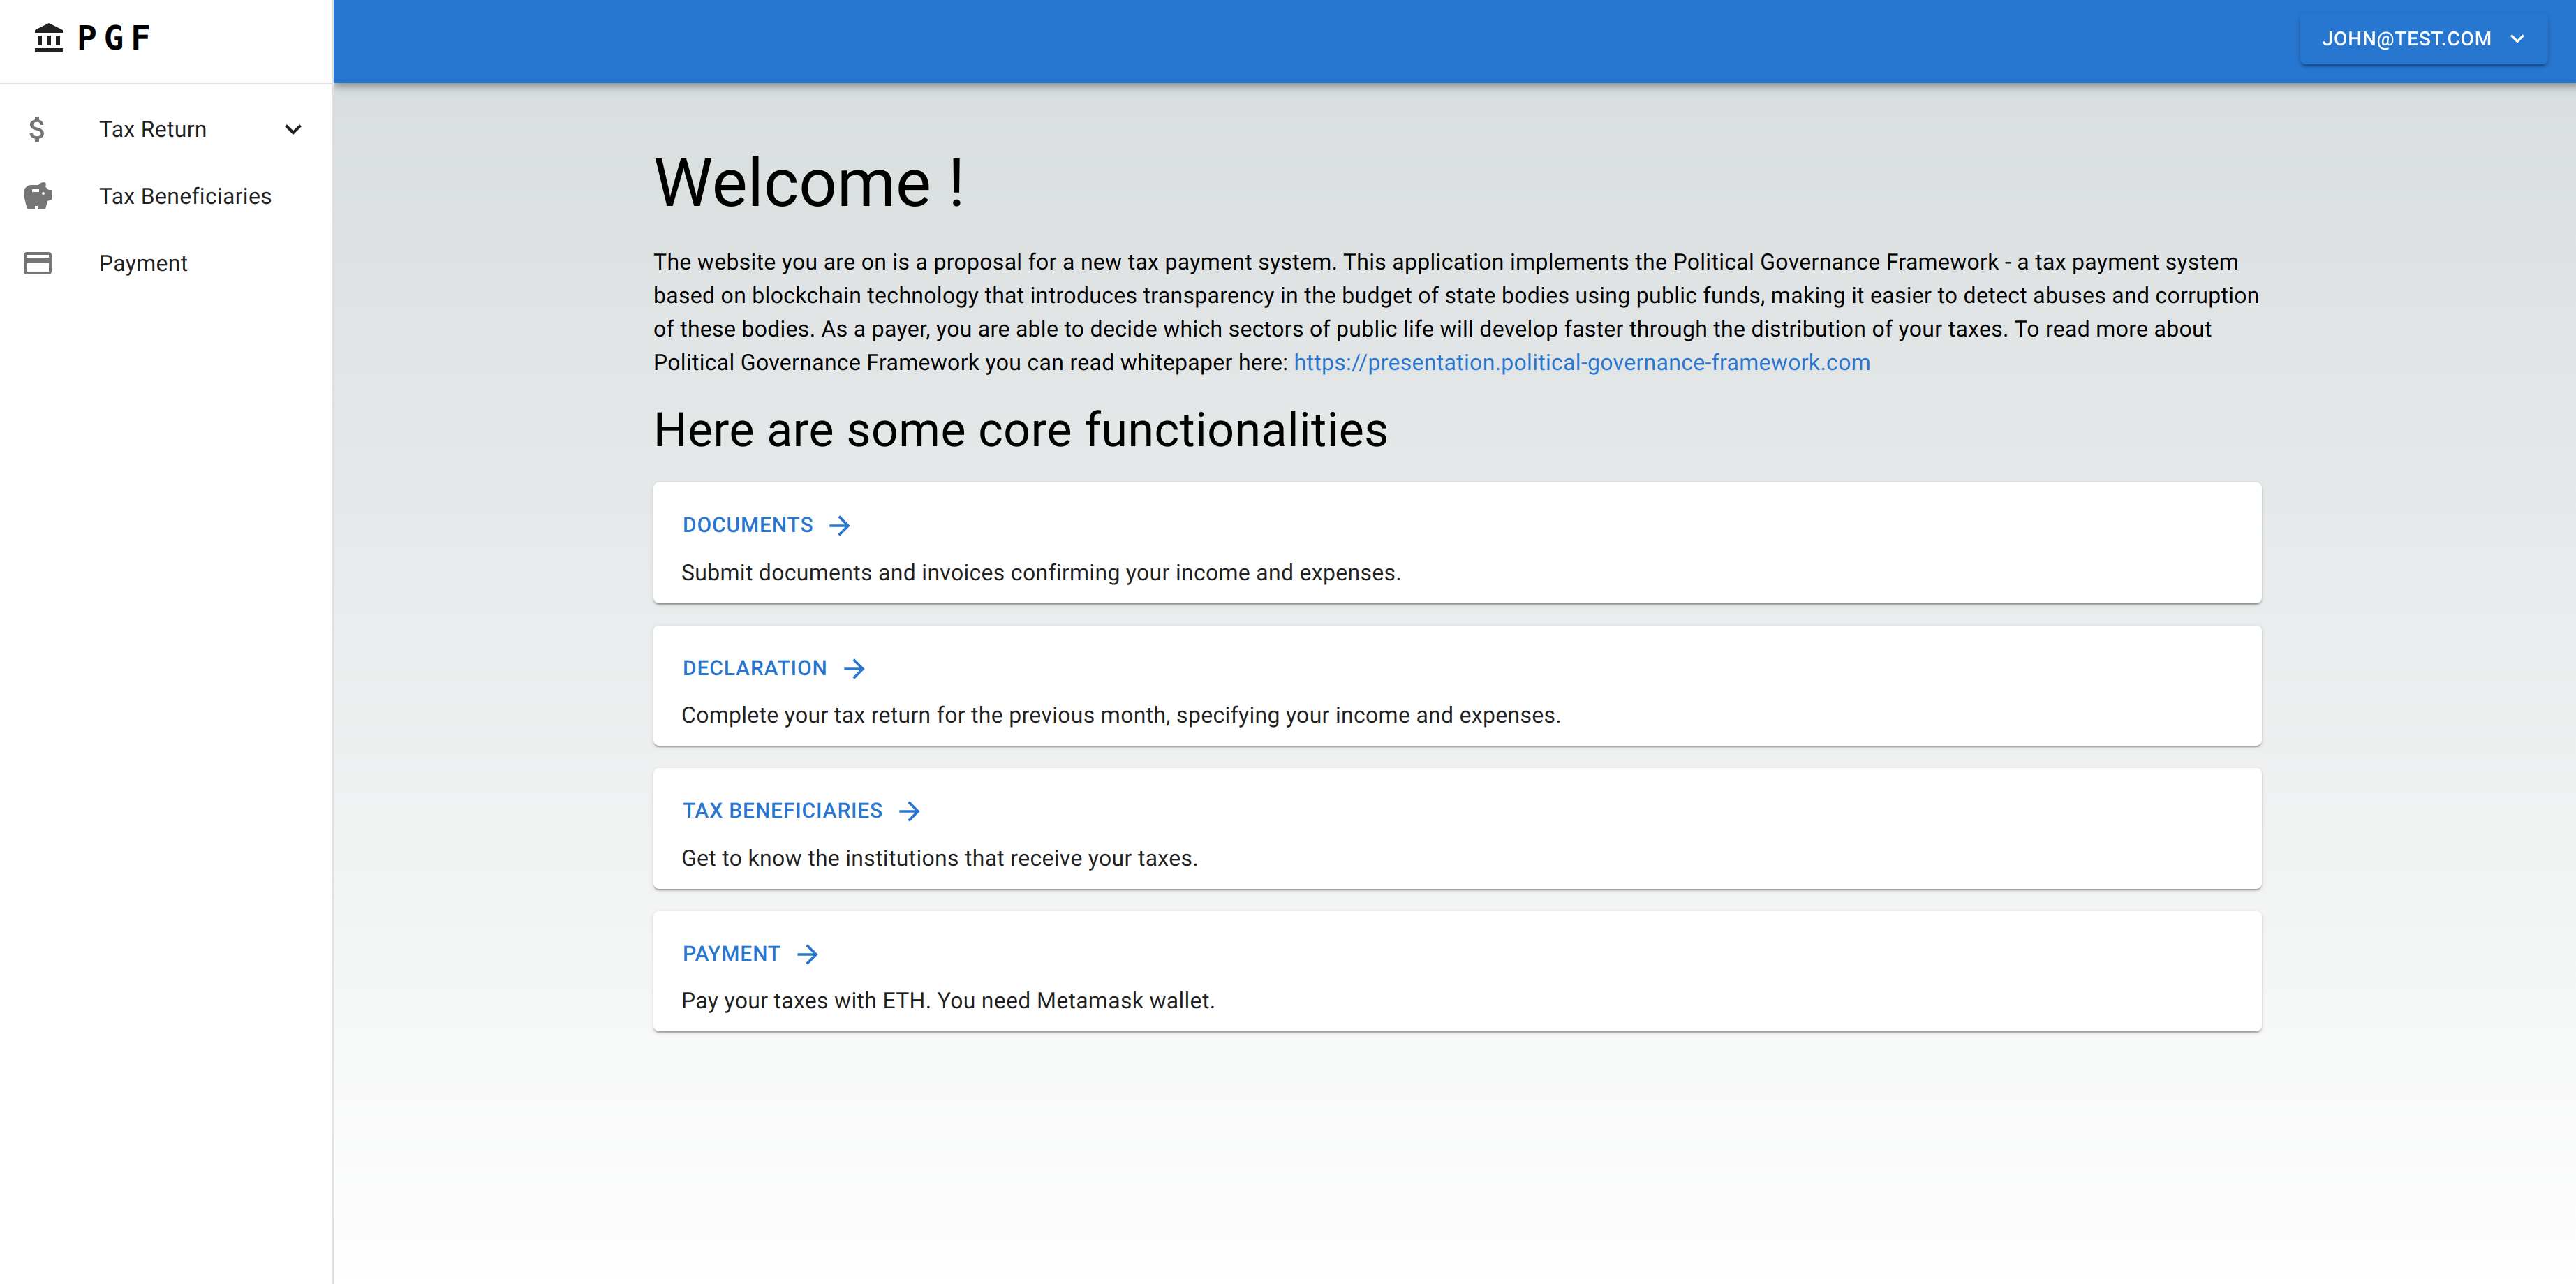 PGF
JOHN@TEST.COM
Tax Return
Tax Beneficiaries
Payment
Welcome !
The website you are on is a proposal for a new tax payment system. This application implements the Political Governance Framework - a tax payment system
based on blockchain technology that introduces transparency in the budget of state bodies using public funds, making it easier to detect abuses and corruption
of these bodies. As a payer, you are able to decide which sectors of public life will develop faster through the distribution of your taxes. To read more about
Political Governance Framework you can read whitepaper here: https://presentation.political-governance-framework.com
Here are some core functionalities
DOCUMENTS
Submit documents and invoices confirming your income and expenses.
DECLARATION
Complete your tax return for the previous month, specifying your income and expenses.
TAX BENEFICIARIES
Get to know the institutions that receive your taxes.
PAYMENT
Pay your taxes with ETH. You need Metamask wallet.